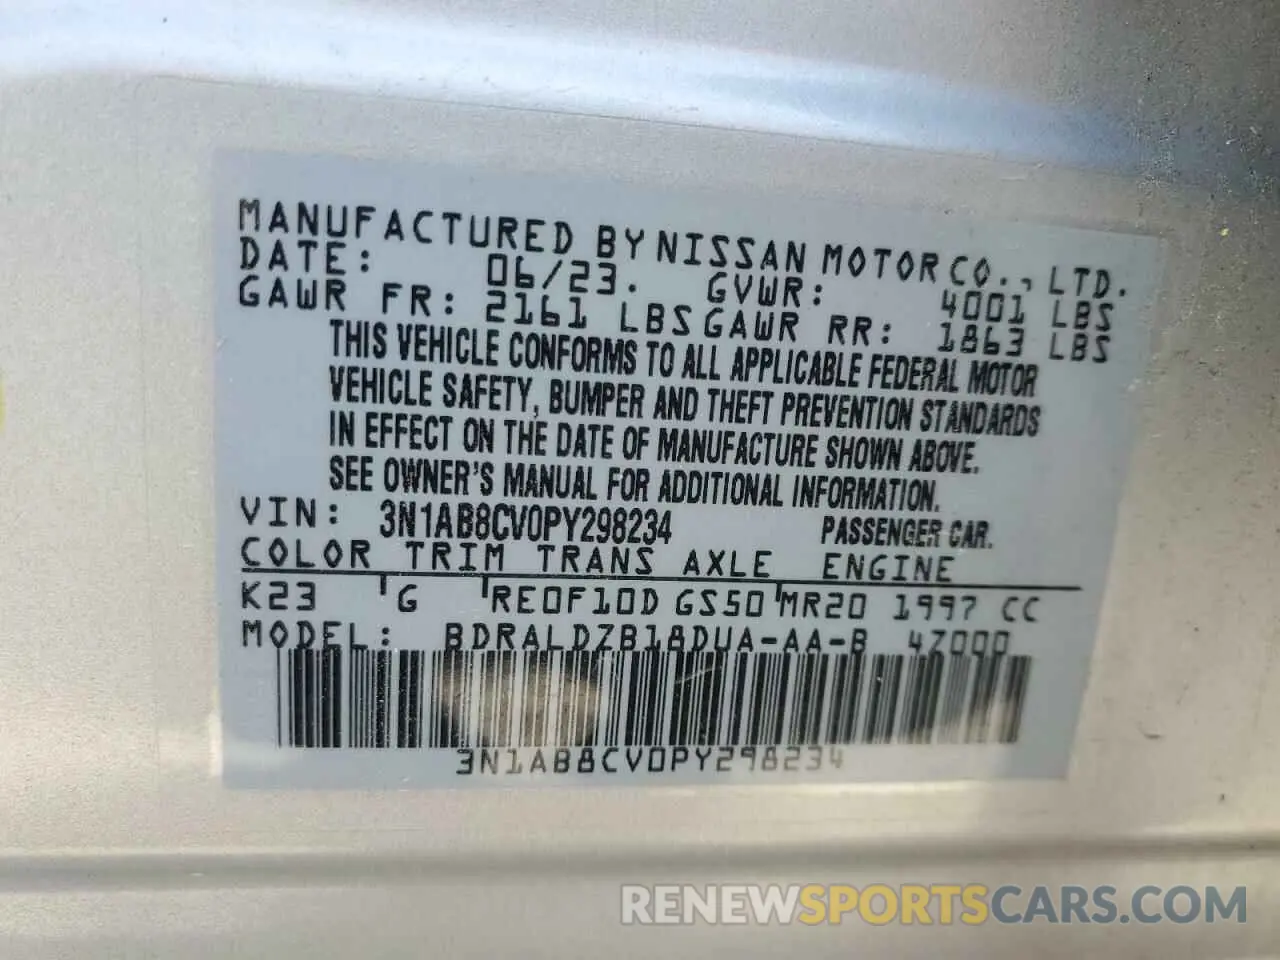 MANUFACTURED BY NISSAN MOTOR CO., LTD.
DATE: 06/23. GVWR: 4001 LBS
GAWR FR: 2161 LBS GAWR RR: 1863 LBS
THIS VEHICLE CONFORMS TO ALL APPLICABLE FEDERAL MOTOR
VEHICLE SAFETY, BUMPER AND THEFT PREVENTION STANDARDS
IN EFFECT ON THE DATE OF MANUFACTURE SHOWN ABOVE.
SEE OWNER'S MANUAL FOR ADDITIONAL INFORMATION.
VIN: 3N1AB8CV0PY298234 PASSENGER CAR.
COLOR TRIM TRANS AXLE ENGINE
K23 G RE0F10D GS50 MR20 1997 CC
MODEL: BDRALDZB18DUA-AA-B 4Z000
3N1AB8CV0PY298234
RENEWSPORTSCARS.COM